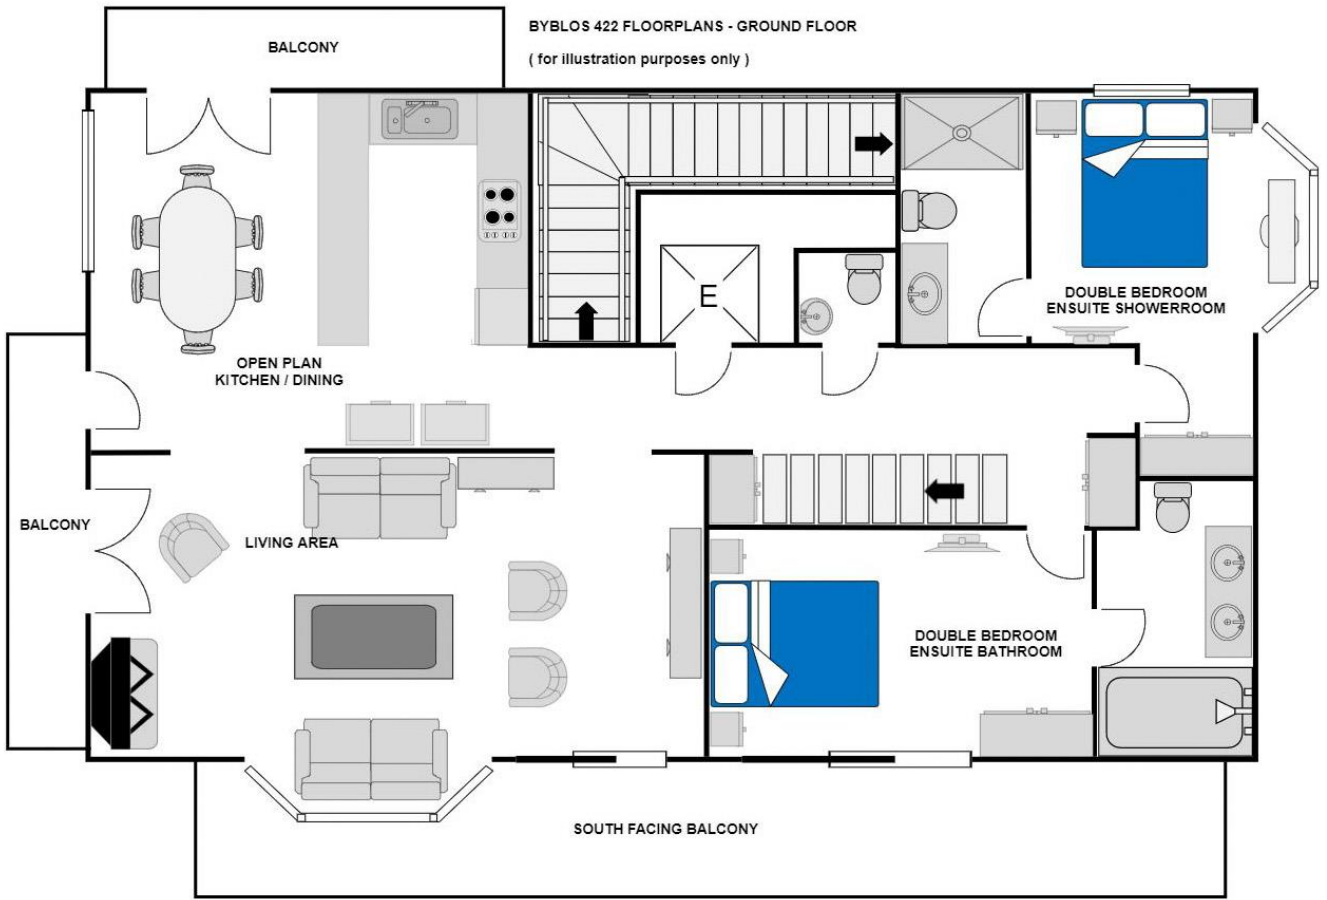 BYBLOS 422 FLOORPLANS - GROUND FLOOR
( for illustration purposes only )
BALCONY
E
DOUBLE BEDROOM
ENSUITE SHOWERROOM
OPEN PLAN
KITCHEN / DINING
BALCONY
LIVING AREA
DOUBLE BEDROOM
ENSUITE BATHROOM
SOUTH FACING BALCONY